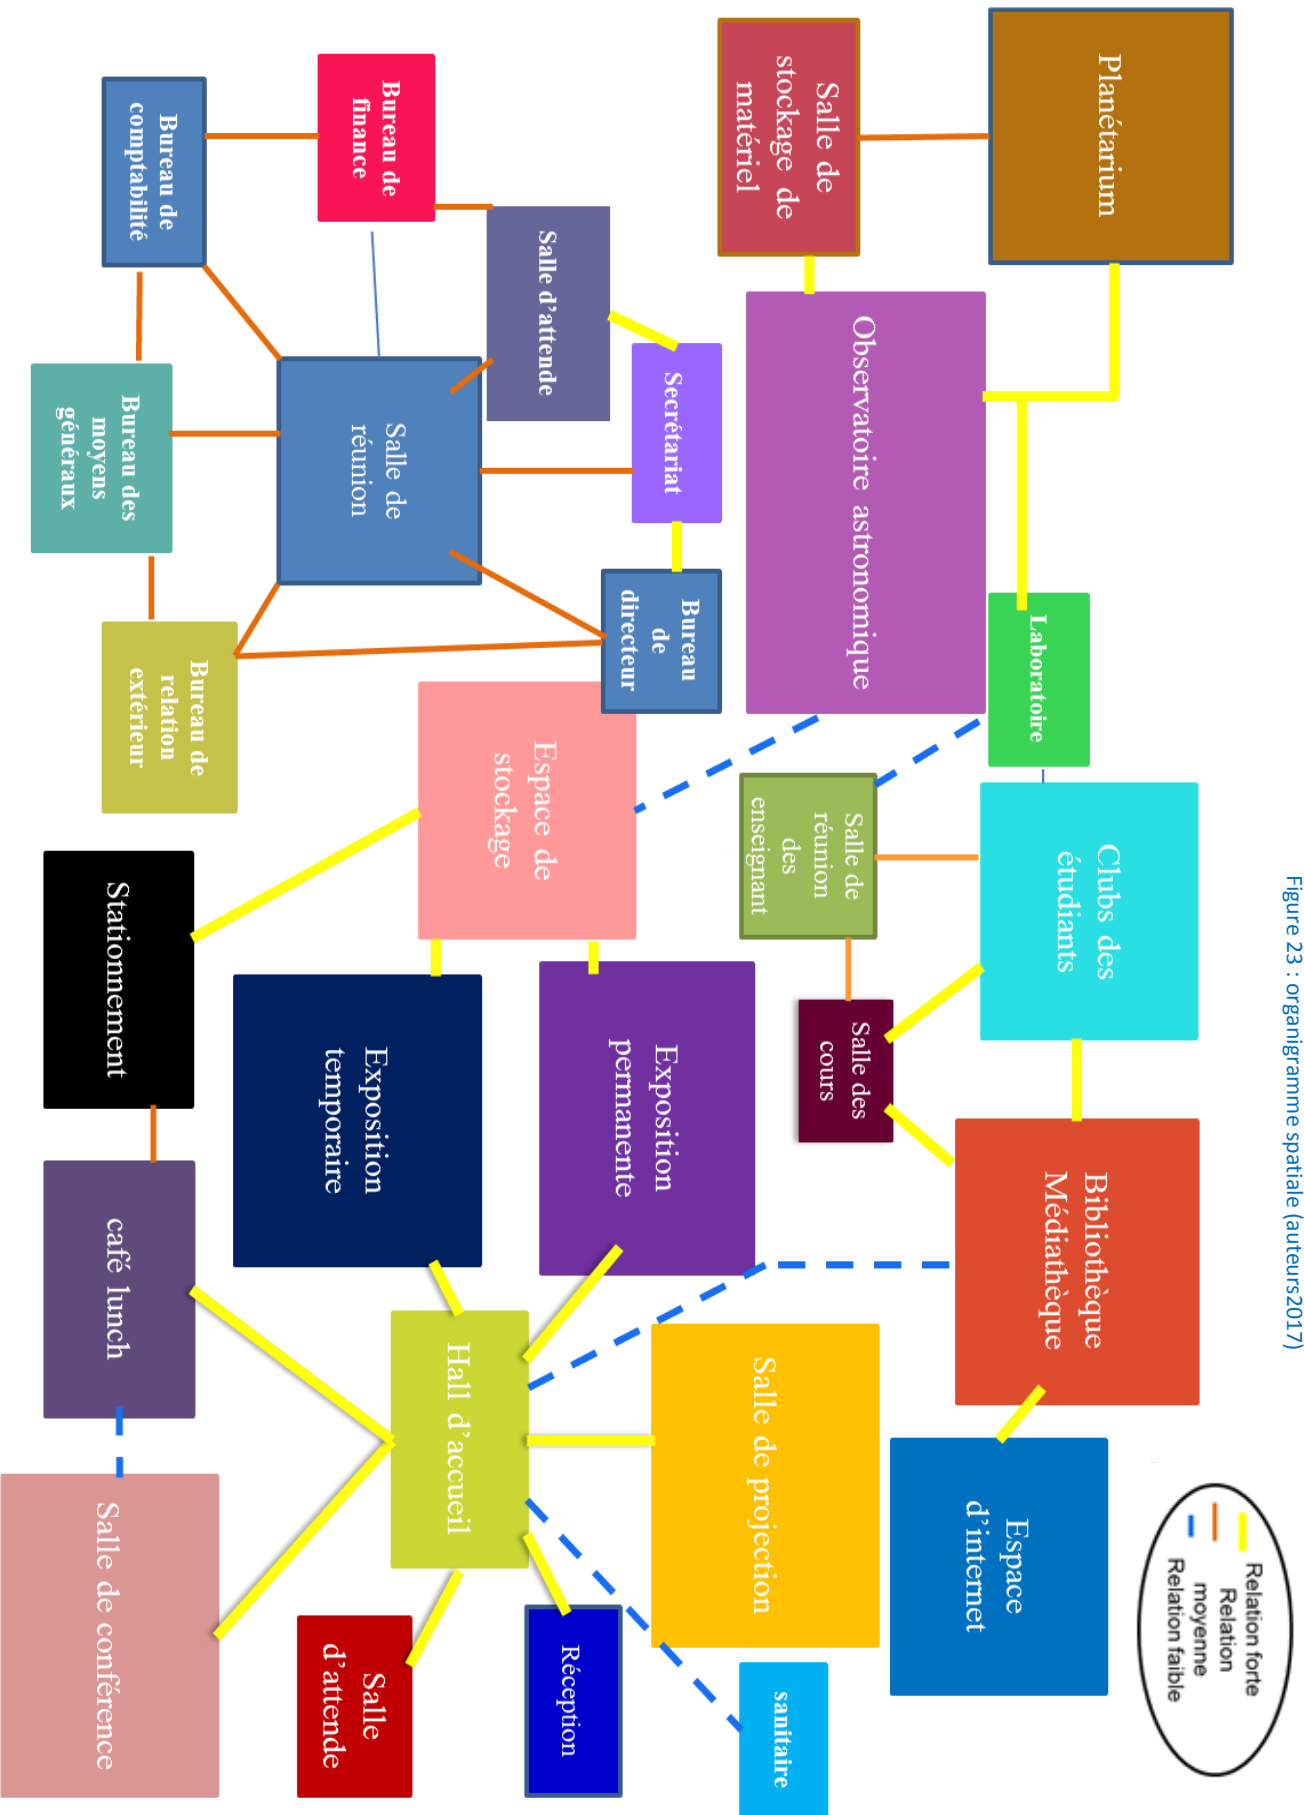 Figure 23 : organigramme spatiale (auteurs2017)
Relation forte
Relation
moyenne
Relation faible
Planétarium
Laboratoire
Clubs des
étudiants
Bibliothèque
Médiathèque
Espace
d'internet
Salle de
stockage de
matériel
Observatoire astronomique
Salle de
réunion
des
enseignant
Salle des
cours
Salle de projection
sanitaire
Secrétariat
Bureau
de
directeur
Salle d'attende
Espace de
stockage
Exposition
permanente
Réception
Bureau de
finance
Salle de
réunion
Exposition
temporaire
Hall d'accueil
Salle
d'attende
Bureau de
comptabilité
Bureau des
moyens
généraux
Bureau de
relation
extérieur
Stationnement
café lunch
Salle de conférence